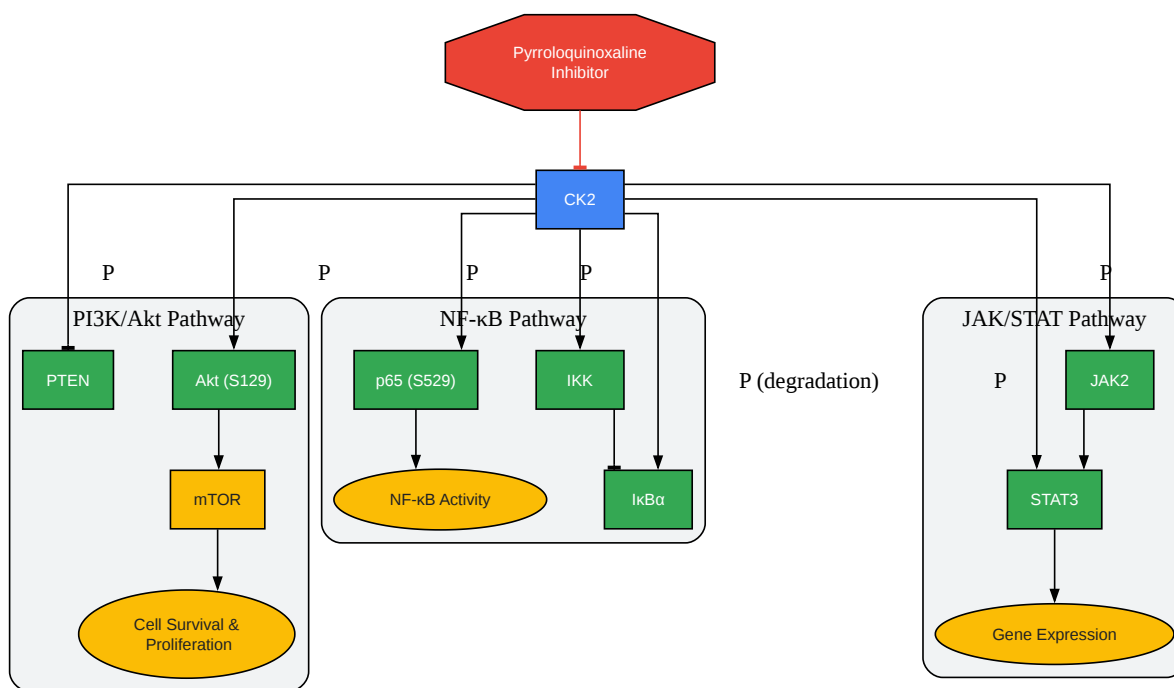 Pyrroloquinoxaline
Inhibitor
CK2
P
P
P
P
P
PI3K/Akt Pathway
NF-κB Pathway
JAK/STAT Pathway
PTEN
Akt (S129)
p65 (S529)
IKK
P (degradation)
P
JAK2
mTOR
NF-κB Activity
IκBα
STAT3
Cell Survival &
Proliferation
Gene Expression